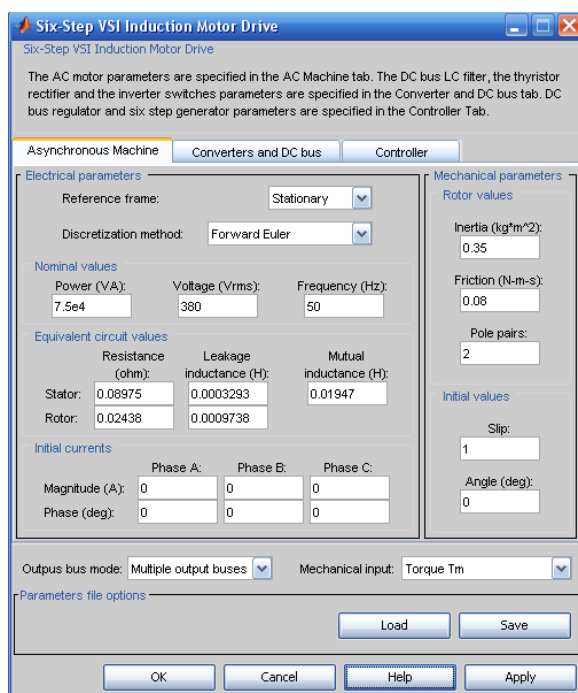 Six-Step VSI Induction Motor Drive
Six-Step VSI Induction Motor Drive
The AC motor parameters are specified in the AC Machine tab. The DC bus LC filter, the thyristor
rectifier and the inverter switches parameters are specified in the Converter and DC bus tab. DC
bus regulator and six step generator parameters are specified in the Controller Tab.
Asynchronous Machine Converters and DC bus Controller
Electrical parameters
Reference frame: Stationary
Discretization method: Forward Euler
Nominal values
Power (VA): Voltage (Vrms): Frequency (Hz):
7.5e4 380 50
Equivalent circuit values
Resistance Leakage Mutual
(ohm): inductance (H): inductance (H):
Stator: 0.08975 0.0003293 0.01947
Rotor: 0.02438 0.0009738
Initial currents
Phase A: Phase B: Phase C:
Magnitude (A): 0 0 0
Phase (deg): 0 0 0
Mechanical parameters
Rotor values
Inertia (kg*m^2):
0.35
Friction (N-m-s):
0.08
Pole pairs:
2
Initial values
Slip:
1
Angle (deg):
0
Outpus bus mode: Multiple output buses Mechanical input: Torque Tm
Parameters file options
Load Save
OK Cancel Help Apply